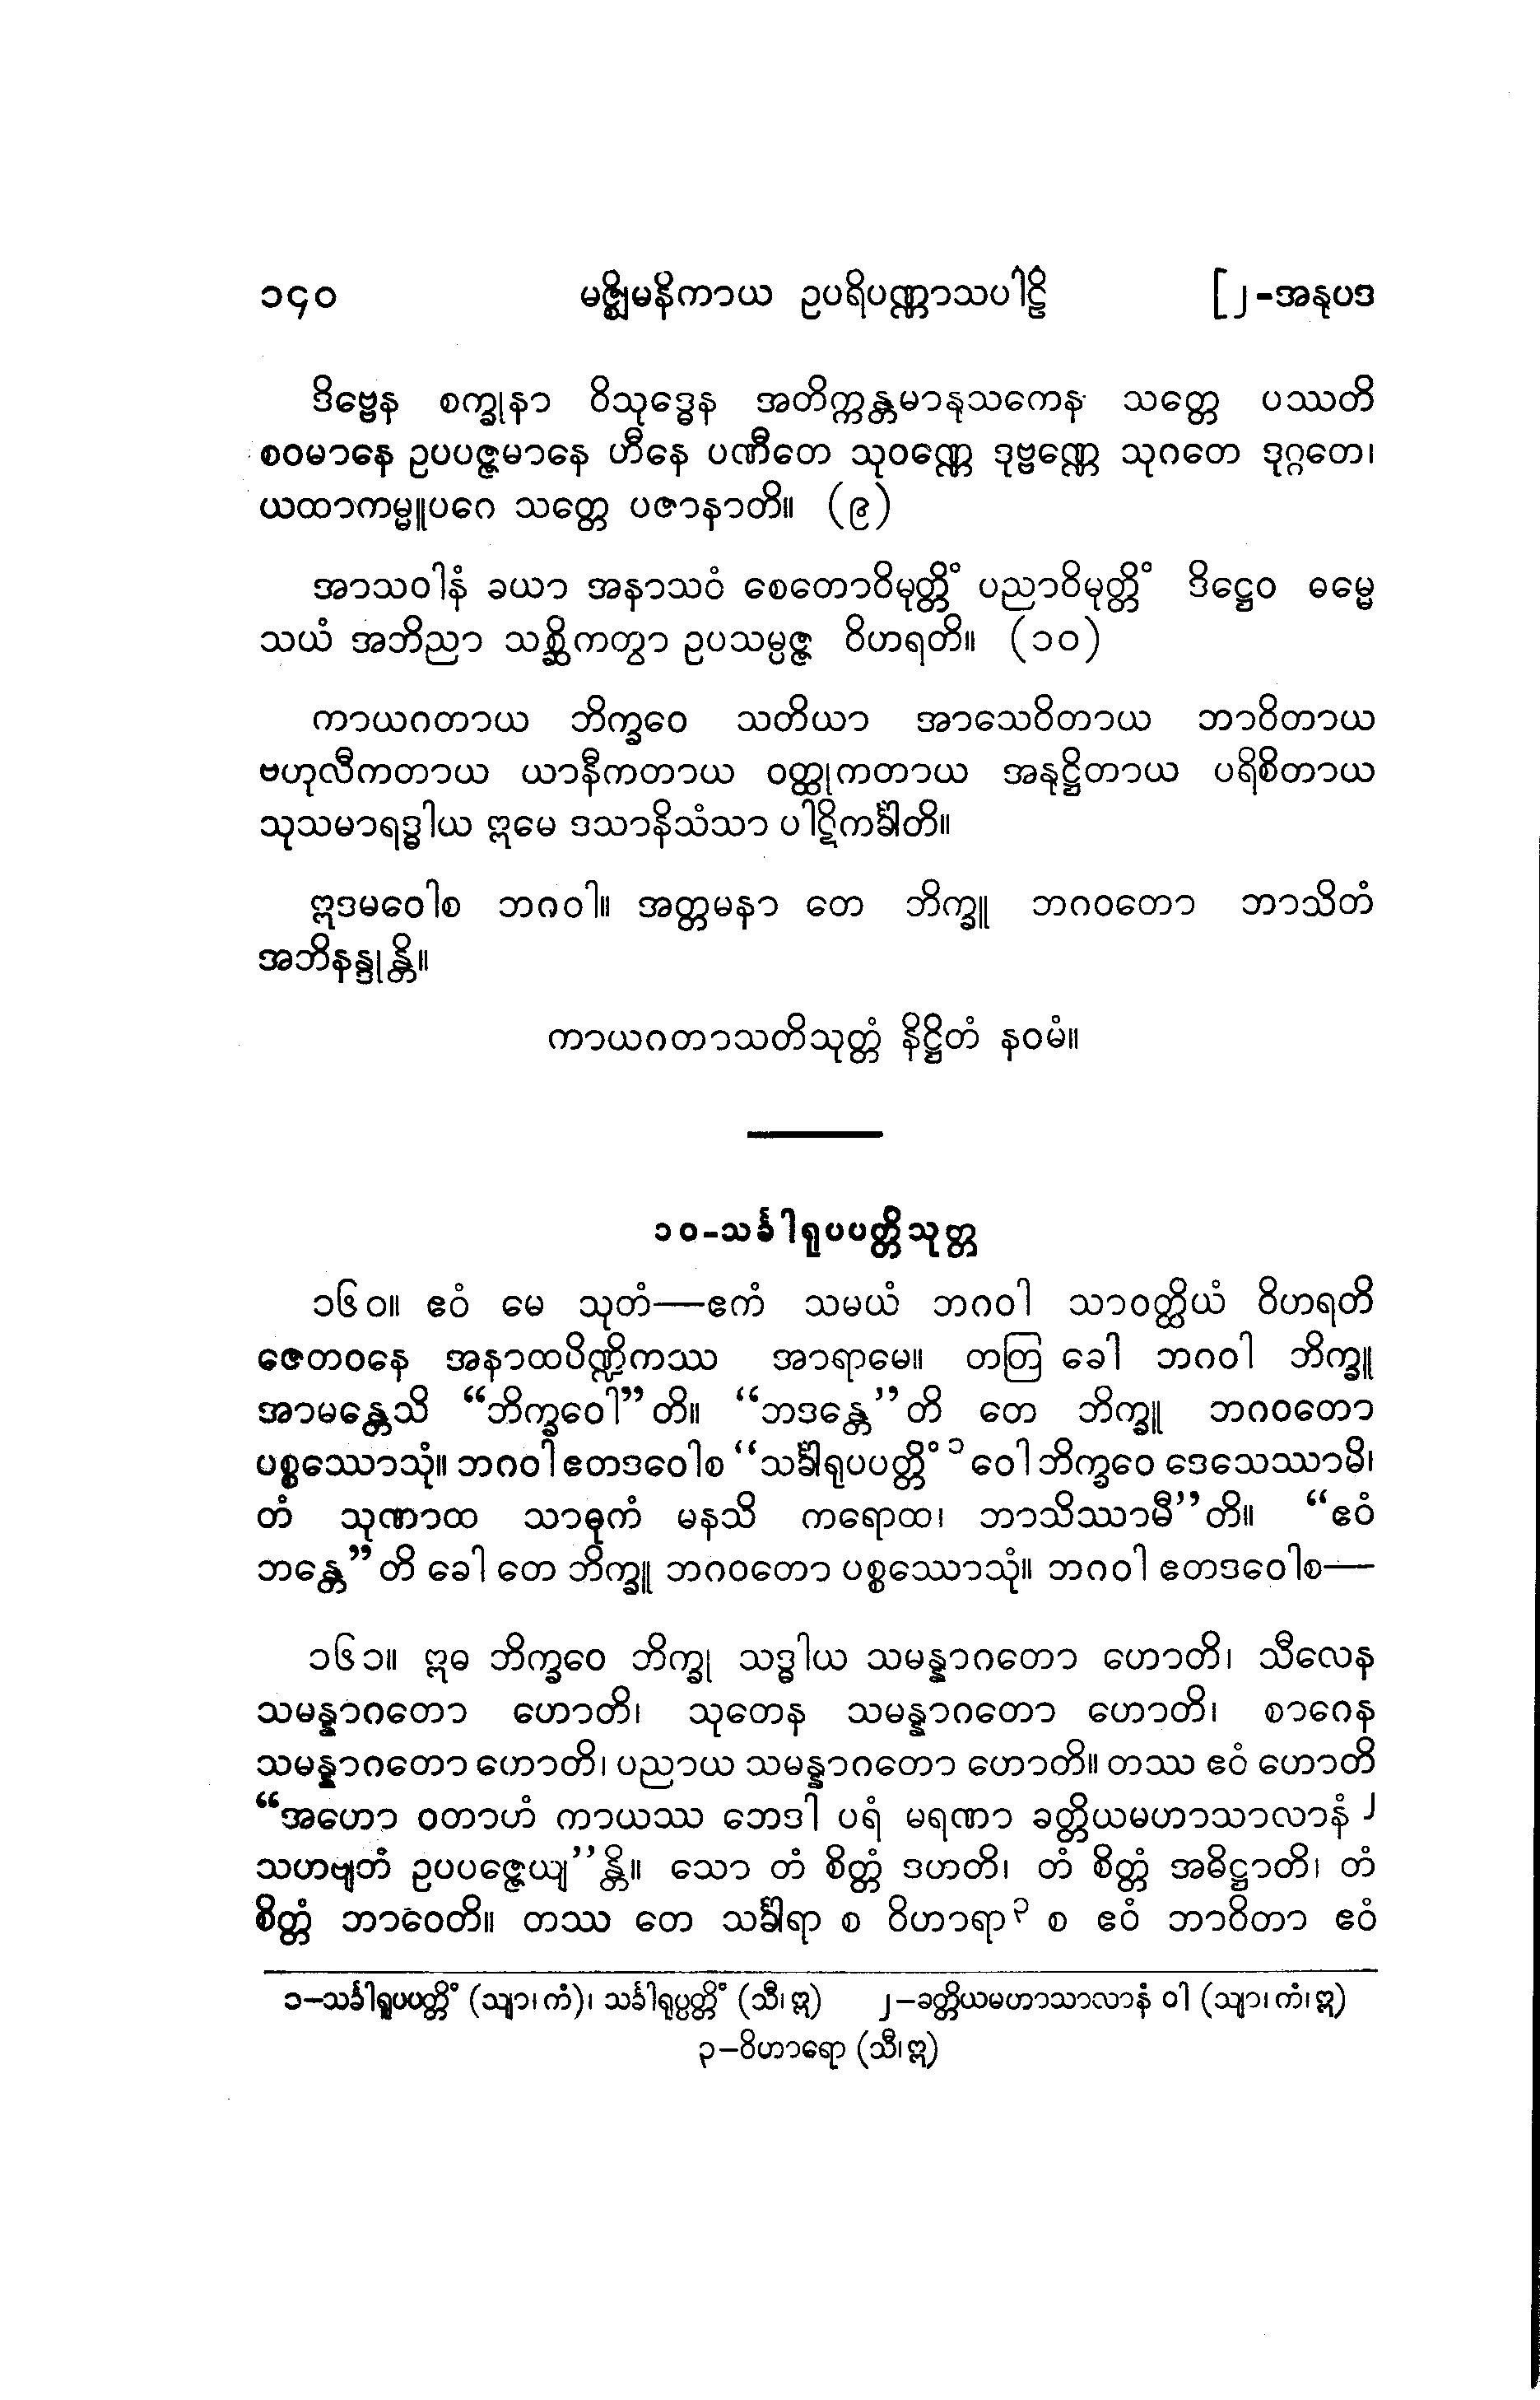 ၁၄၀ မဇ္ဈိမနိကာယ ဥပရိပဏ္ဏာသပါဠိ [၂-အနုပဒ
ဒိဗ္ဗေန စက္ခုနာ ဝိသုဒ္ဓေန အတိက္ကန္တမာနုသကေန သတ္တေ ပဿတိ
စဝမာနေ ဥပပဇ္ဇမာနေ ဟီနေ ပဏီတေ သုဝဏ္ဏေ ဒုဗ္ဗဏ္ဏေ သုဂတေ ဒုဂ္ဂတေ၊
ယထာကမ္မူပဂေ သတ္တေ ပဇာနာတိ။ (၉)
အာသဝါနံ ခယာ အနာသဝံ စေတောဝိမုတ္တိံ ပညာဝိမုတ္တိံ ဒိဋ္ဌေဝ ဓမ္မေ
သယံ အဘိညာ သစ္ဆိကတွာ ဥပသမ္ပဇ္ဇ ဝိဟရတိ။ (၁၀)
ကာယဂတာယ ဘိက္ခဝေ သတိယာ အာသေဝိတာယ ဘာဝိတာယ
ဗဟုလီကတာယ ယာနီကတာယ ဝတ္ထုကတာယ အနုဋ္ဌိတာယ ပရိစိတာယ
သုသမာရဒ္ဓါယ ဣမေ ဒသာနိသံသာ ပါဋိကင်္ခါတိ။
ဣဒမဝေါစ ဘဂဝါ။ အတ္တမနာ တေ ဘိက္ခူ ဘဂဝတော ဘာသိတံ
အဘိနန္ဒုန္တိ။
ကာယဂတာသတိသုတ္တံ နိဋ္ဌိတံ နဝမံ။
၁၀-သင်္ခါရုပပတ္တိသုတ္တ
၁၆၀။ ဧဝံ မေ သုတံ—ဧကံ သမယံ ဘဂဝါ သာဝတ္ထိယံ ဝိဟရတိ
ဇေတဝနေ အနာထပိဏ္ဍိကဿ အာရာမေ။ တတြ ခေါ ဘဂဝါ ဘိက္ခူ
အာမန္တေသိ “ဘိက္ခဝေါ”တိ။ “ဘဒန္တေ”တိ တေ ဘိက္ခူ ဘဂဝတော
ပစ္စဿောသုံ။ ဘဂဝါ ဧတဒဝေါစ “သင်္ခါရုပပတ္တိံ ၁ ဝေါ ဘိက္ခဝေ ဒေသေဿာမိ၊
တံ သုဏာထ သာဓုကံ မနသိ ကရောထ၊ ဘာသိဿာမီ”တိ။ “ဧဝံ
ဘန္တေ”တိ ခေါ တေ ဘိက္ခူ ဘဂဝတော ပစ္စဿောသုံ။ ဘဂဝါ ဧတဒဝေါစ—
၁၆၁။ ဣဓ ဘိက္ခဝေ ဘိက္ခု သဒ္ဓါယ သမန္နာဂတော ဟောတိ၊ သီလေန
သမန္နာဂတော ဟောတိ၊ သုတေန သမန္နာဂတော ဟောတိ၊ စာဂေန
သမန္နာဂတော ဟောတိ၊ ပညာယ သမန္နာဂတော ဟောတိ။ တဿ ဧဝံ ဟောတိ
“အဟော ဝတာဟံ ကာယဿ ဘေဒါ ပရံ မရဏာ ခတ္တိယမဟာသာလာနံ ၂
သဟဗျတံ ဥပပဇ္ဇေယျ”န္တိ။ သော တံ စိတ္တံ ဒဟတိ၊ တံ စိတ္တံ အဓိဋ္ဌာတိ၊ တံ
စိတ္တံ ဘာဝေတိ။ တဿ တေ သင်္ခါရာ စ ဝိဟာရာ ၃ စ ဧဝံ ဘာဝိတာ ဧဝံ
၁–သင်္ခါရူပပတ္တိံ (သျာ၊ကံ)၊ သင်္ခါရုပ္ပတ္တိံ (သီ၊ဣ) ၂–ခတ္တိယမဟာသာလာနံ ဝါ (သျာ၊ကံ၊ဣ)
၃–ဝိဟာရော (သီ၊ဣ)